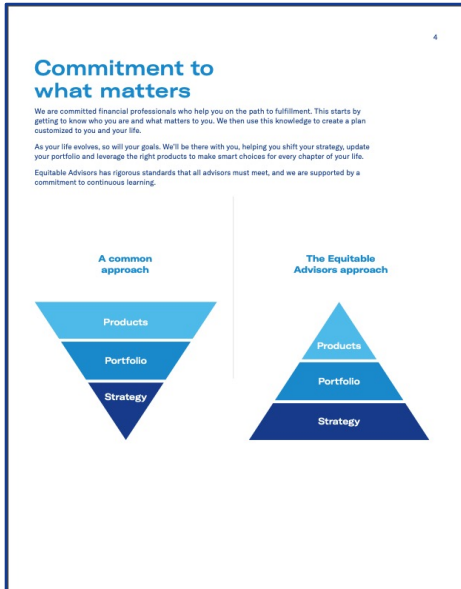 4
Commitment to
what matters
We are committed financial professionals who help you on the path to fulfillment. This starts by
getting to know who you are and what matters to you. We then use this knowledge to create a plan
customized to you and your life.
As your life evolves, so will your goals. We'll be there with you, helping you shift your strategy, update
your portfolio and leverage the right products to make smart choices for every chapter of your life.
Equitable Advisors has rigorous standards that all advisors must meet, and we are supported by a
commitment to continuous learning.
A common
approach
Products
Portfolio
Strategy
The Equitable
Advisors approach
Products
Portfolio
Strategy